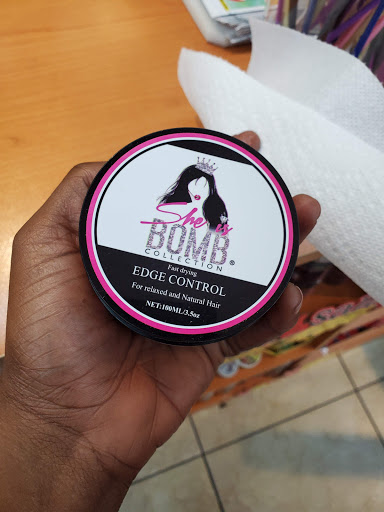 She is
BOMB®
COLLECTION
Fast drying
EDGE CONTROL
For relaxed and Natural Hair
NET:100ML/3.5oz